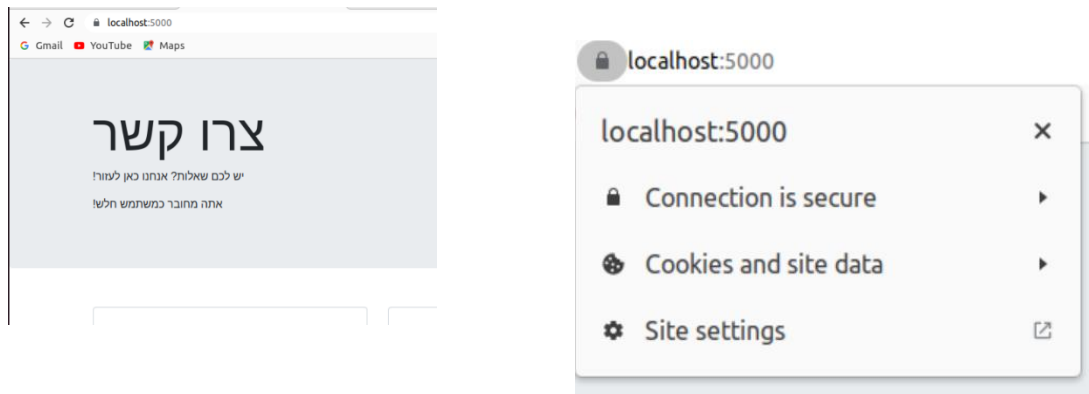 localhost:5000
Gmail YouTube Maps
צרו קשר
יש לכם שאלות? אנחנו כאן לעזור!
אתה מחובר כמשתמש חלש!
localhost:5000
localhost:5000
Connection is secure
Cookies and site data
Site settings